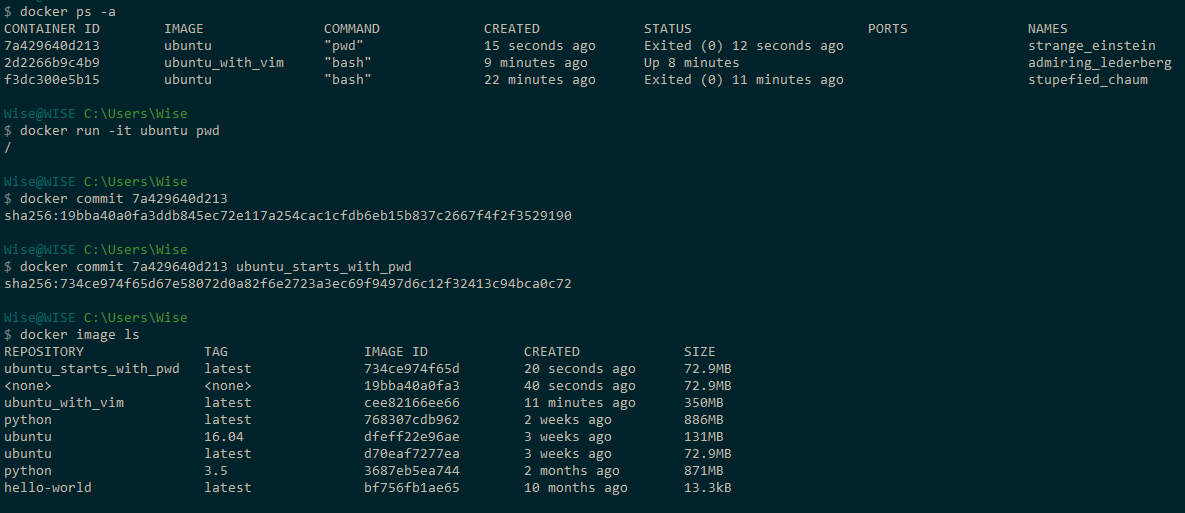 $ docker ps -a
CONTAINER ID IMAGE COMMAND CREATED STATUS PORTS NAMES
7a429640d213 ubuntu "pwd" 15 seconds ago Exited (0) 12 seconds ago strange_einstein
2d2266b9c4b9 ubuntu_with_vim "bash" 9 minutes ago Up 8 minutes admiring_lederberg
f3dc300e5b15 ubuntu "bash" 22 minutes ago Exited (0) 11 minutes ago stupefied_chaum
Wise@WISE C:\Users\Wise
$ docker run -it ubuntu pwd
/
Wise@WISE C:\Users\Wise
$ docker commit 7a429640d213
sha256:19bba40a0fa3ddb845ec72e117a254cac1cfdb6eb15b837c2667f4f2f3529190
Wise@WISE C:\Users\Wise
$ docker commit 7a429640d213 ubuntu_starts_with_pwd
sha256:734ce974f65d67e58072d0a82f6e2723a3ec69f9497d6c12f32413c94bca0c72
Wise@WISE C:\Users\Wise
$ docker image ls
REPOSITORY TAG IMAGE ID CREATED SIZE
ubuntu_starts_with_pwd latest 734ce974f65d 20 seconds ago 72.9MB
<none> <none> 19bba40a0fa3 40 seconds ago 72.9MB
ubuntu_with_vim latest cee82166ee66 11 minutes ago 350MB
python latest 768307cdb962 2 weeks ago 886MB
ubuntu 16.04 dfeff22e96ae 3 weeks ago 131MB
ubuntu latest d70eaf7277ea 3 weeks ago 72.9MB
python 3.5 3687eb5ea744 2 months ago 871MB
hello-world latest bf756fb1ae65 10 months ago 13.3kB